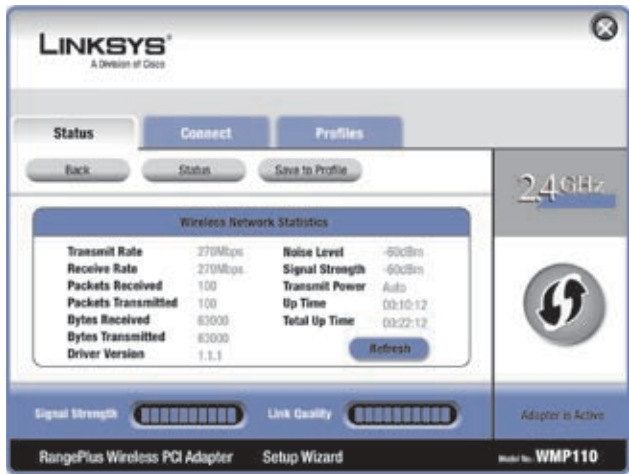 LINKSYS®
A Division of Cisco
Status Connect Profiles
Back Status Save to Profile
2.4GHz
Wireless Network Statistics
Transmit Rate 270Mbps Noise Level -60dBm
Receive Rate 270Mbps Signal Strength -60dBm
Packets Received 100 Transmit Power Auto
Packets Transmitted 100 Up Time 00:10:12
Bytes Received 63000 Total Up Time 00:22:12
Bytes Transmitted 63000
Driver Version 1.1.1
Refresh
Signal Strength Link Quality Adapter is Active
RangePlus Wireless PCI Adapter Setup Wizard Model No. WMP110